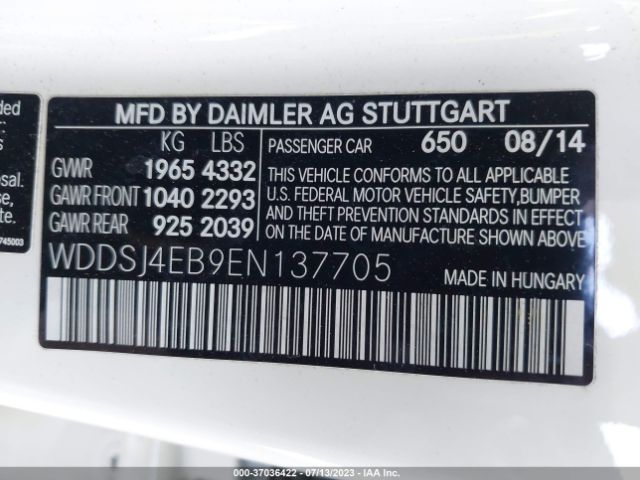 MFD BY DAIMLER AG STUTTGART
KG LBS
GWWR 1965 4332
GAWR FRONT 1040 2293
GAWR REAR 925 2039
PASSENGER CAR 650 08/14
THIS VEHICLE CONFORMS TO ALL APPLICABLE
U.S. FEDERAL MOTOR VEHICLE SAFETY,BUMPER
AND THEFT PREVENTION STANDARDS IN EFFECT
ON THE DATE OF MANUFACTURE SHOWN ABOVE
WDDSJ4EB9EN137705
MADE IN HUNGARY
745003
000-37036422 - 07/13/2023 - IAA Inc.